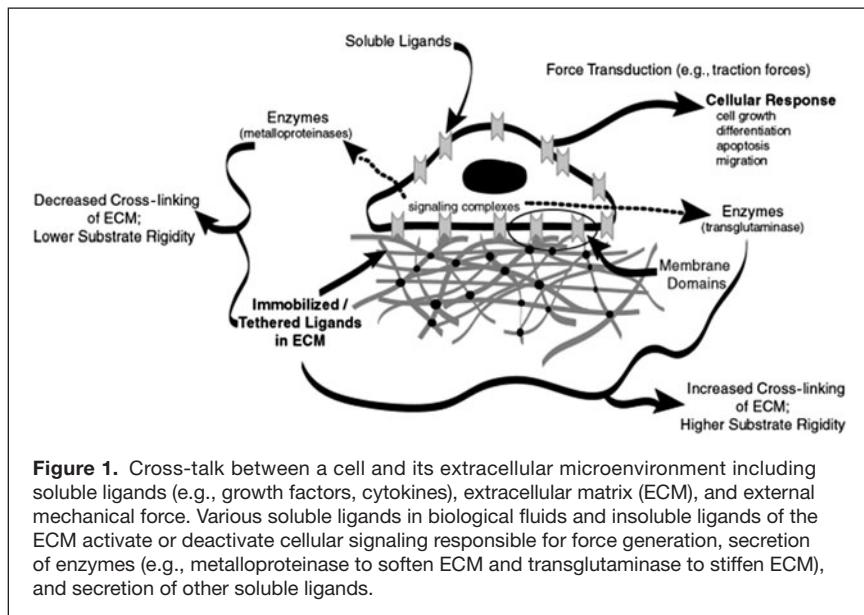 Soluble Ligands
Force Transduction (e.g., traction forces)
Cellular Response
cell growth
differentiation
apoptosis
migration
Enzymes
(metalloproteinases)
Decreased Cross-linking
of ECM;
Lower Substrate Rigidity
signaling complexes
Enzymes
(transglutaminase)
Membrane
Domains
Immobilized /
Tethered Ligands
in ECM
Increased Cross-linking
of ECM;
Higher Substrate Rigidity
Figure 1. Cross-talk between a cell and its extracellular microenvironment including
soluble ligands (e.g., growth factors, cytokines), extracellular matrix (ECM), and external
mechanical force. Various soluble ligands in biological fluids and insoluble ligands of the
ECM activate or deactivate cellular signaling responsible for force generation, secretion
of enzymes (e.g., metalloproteinase to soften ECM and transglutaminase to stiffen ECM),
and secretion of other soluble ligands.